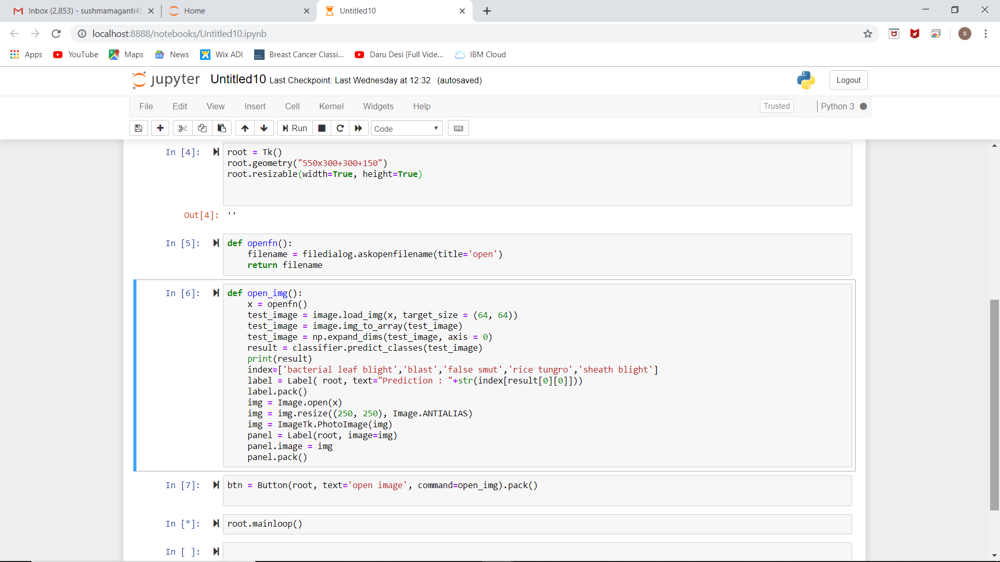 Inbox (2,853) - sushmamaganti45
Home
Untitled10
localhost:8888/notebooks/Untitled10.ipynb
S
Apps
YouTube
Maps
News
Wix ADI
Breast Cancer Classi...
Daru Desi (Full Vide...
IBM Cloud
jupyter
Untitled10 Last Checkpoint: Last Wednesday at 12:32 (autosaved)
Logout
File Edit View Insert Cell Kernel Widgets Help
Trusted
Python 3
Run
Code
In [4]:
root = Tk()
root.geometry("550x300+300+150")
root.resizable(width=True, height=True)
Out[4]: ''
In [5]:
def openfn():
    filename = filedialog.askopenfilename(title='open')
    return filename
In [6]:
def open_img():
    x = openfn()
    test_image = image.load_img(x, target_size = (64, 64))
    test_image = image.img_to_array(test_image)
    test_image = np.expand_dims(test_image, axis = 0)
    result = classifier.predict_classes(test_image)
    print(result)
    index=['bacterial leaf blight','blast','false smut','rice tungro','sheath blight']
    label = Label( root, text="Prediction : "+str(index[result[0][0]]))
    label.pack()
    img = Image.open(x)
    img = img.resize((250, 250), Image.ANTIALIAS)
    img = ImageTk.PhotoImage(img)
    panel = Label(root, image=img)
    panel.image = img
    panel.pack()
In [7]:
btn = Button(root, text='open image', command=open_img).pack()
In [*]:
root.mainloop()
In [ ]: